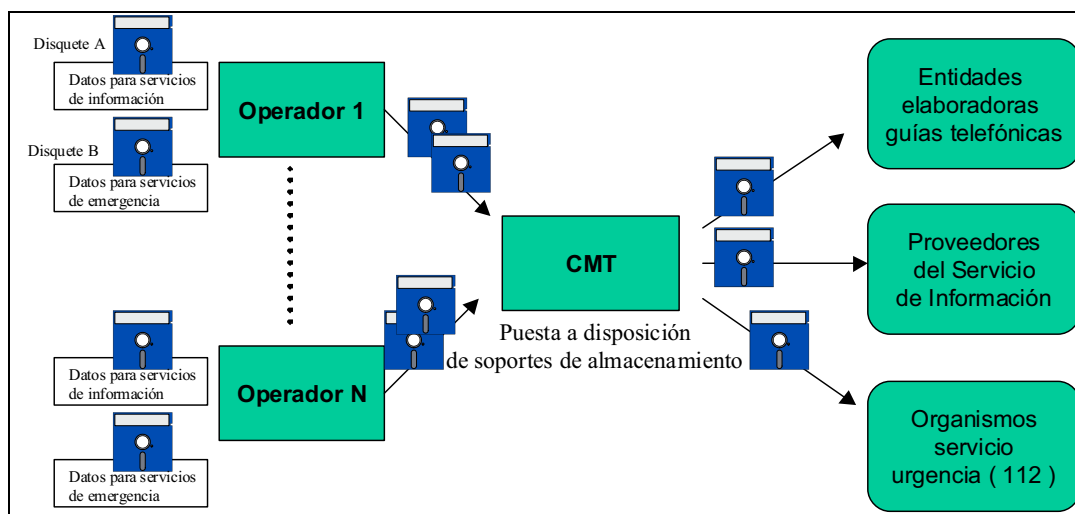 Disquete A
Datos para servicios
de información
Disquete B
Datos para servicios
de emergencia
Operador 1
Datos para servicios
de información
Datos para servicios
de emergencia
Operador N
CMT
Puesta a disposición
de soportes de almacenamiento
Entidades
elaboradoras
guías telefónicas
Proveedores
del Servicio
de Información
Organismos
servicio
urgencia ( 112 )